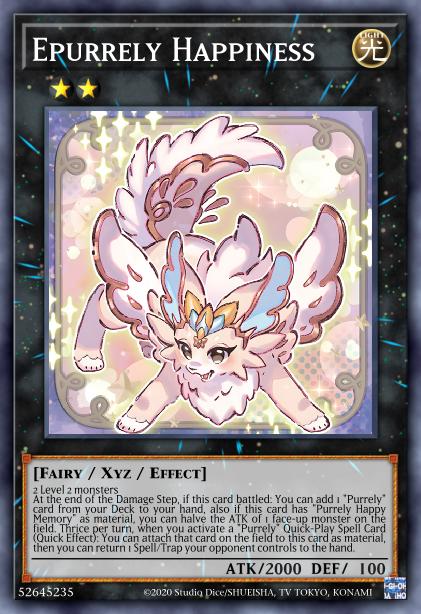 Epurrely Happiness
LIGHT
光
[Fairy / Xyz / Effect]
2 Level 2 monsters
At the end of the Damage Step, if this card battled: You can add 1 "Purrely"
card from your Deck to your hand, also if this card has "Purrely Happy
Memory" as material, you can halve the ATK of 1 face-up monster on the
field. Thrice per turn, when you activate a "Purrely" Quick-Play Spell Card
(Quick Effect): You can attach that card on the field to this card as material,
then you can return 1 Spell/Trap your opponent controls to the hand.
ATK/2000 DEF/ 100
52645235
©2020 Studio Dice/SHUEISHA, TV TOKYO, KONAMI